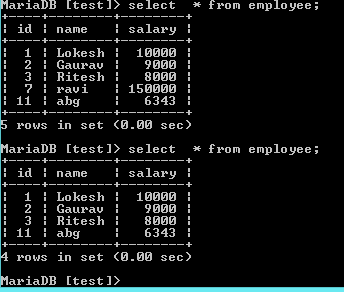 MariaDB [test]> select  * from employee;
+----+---------+--------+
¦ id ¦ name    ¦ salary ¦
+----+---------+--------+
¦  1 ¦ Lokesh  ¦  10000 ¦
¦  2 ¦ Gaurav  ¦   9000 ¦
¦  3 ¦ Ritesh  ¦   8000 ¦
¦  7 ¦ ravi    ¦ 150000 ¦
¦ 11 ¦ abg     ¦   6343 ¦
+----+---------+--------+
5 rows in set (0.00 sec)
MariaDB [test]> select  * from employee;
+----+---------+--------+
¦ id ¦ name    ¦ salary ¦
+----+---------+--------+
¦  1 ¦ Lokesh  ¦  10000 ¦
¦  2 ¦ Gaurav  ¦   9000 ¦
¦  3 ¦ Ritesh  ¦   8000 ¦
¦ 11 ¦ abg     ¦   6343 ¦
+----+---------+--------+
4 rows in set (0.00 sec)
MariaDB [test]>